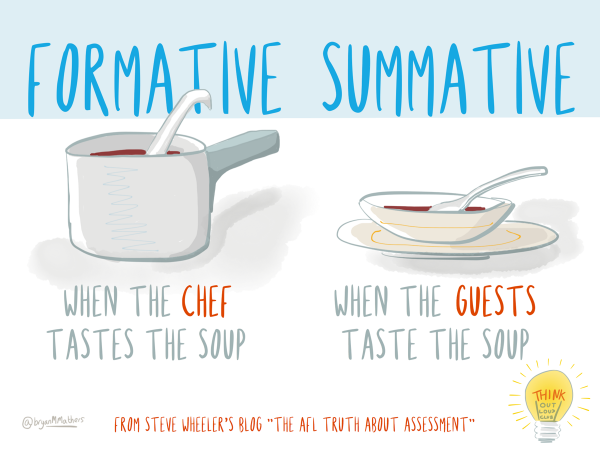 FORMATIVE SUMMATIVE
WHEN THE CHEF
TASTES THE SOUP
WHEN THE GUESTS
TASTE THE SOUP
THINK
OUT
LOUD
CLUB
@bryanMMathers
FROM STEVE WHEELER'S BLOG "THE AFL TRUTH ABOUT ASSESSMENT"